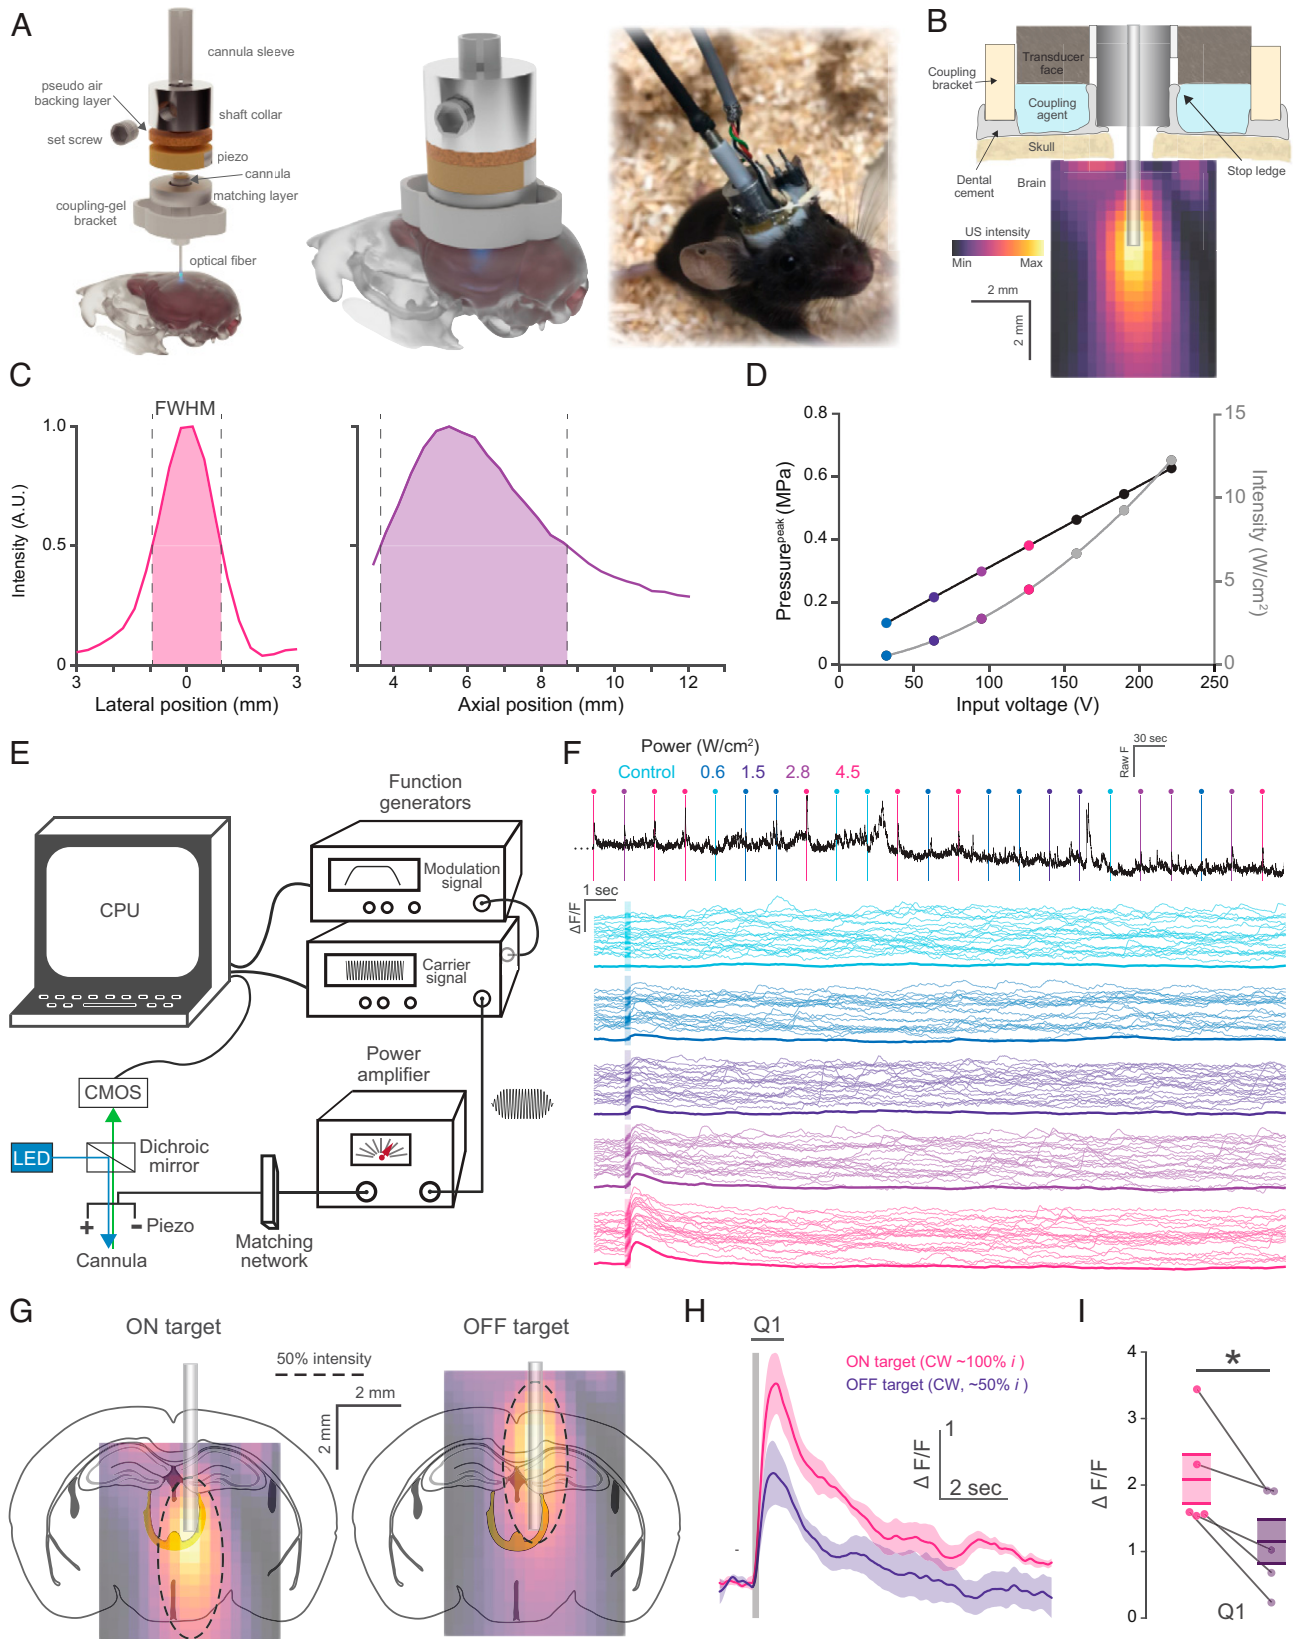 A
cannula sleeve
pseudo air
backing layer
shaft collar
set screw
piezo
cannula
matching layer
coupling-gel
bracket
optical fiber
B
Transducer
face
Coupling
bracket
Coupling
agent
Skull
Dental
cement
Brain
Stop ledge
US intensity
Min Max
2 mm
2 mm
C
FWHM
1.0
0.5
0
Intensity (A.U.)
3 0 3
Lateral position (mm)
4 6 8 10 12
Axial position (mm)
D
0.8
0.6
0.4
0.2
0
Pressure^peak (MPa)
15
10
5
0
Intensity (W/cm²)
0 50 100 150 200 250
Input voltage (V)
E
Function
generators
Modulation
signal
CPU
Carrier
signal
Power
amplifier
CMOS
LED
Dichroic
mirror
+ - Piezo
Cannula
Matching
network
F
Power (W/cm²)
Control 0.6 1.5 2.8 4.5
30 sec
Raw F
...
1 sec
Δ F/F
G
ON target
OFF target
50% intensity
2 mm
2 mm
H
Q1
ON target (CW ~100% i )
OFF target (CW, ~50% i )
1
Δ F/F
2 sec
-
I
*
4
3
2
1
0
Δ F/F
Q1